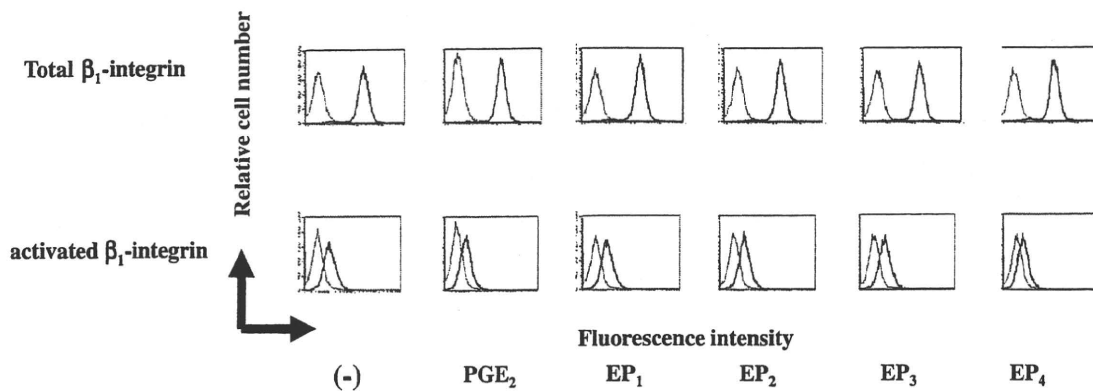 Relative cell number
Total β₁-integrin
activated β₁-integrin
Fluorescence intensity
(-) PGE₂ EP₁ EP₂ EP₃ EP₄